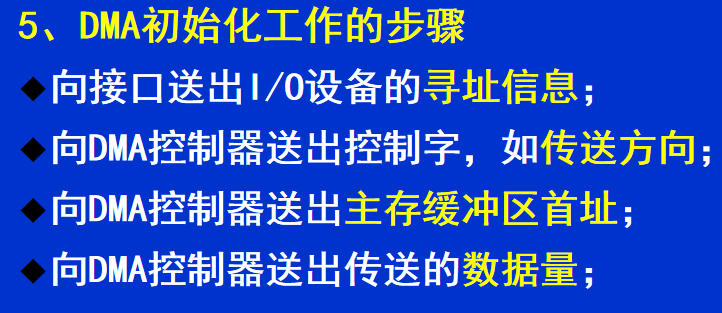 5、DMA初始化工作的步骤
◆向接口送出I/O设备的寻址信息;
◆向DMA控制器送出控制字，如传送方向;
◆向DMA控制器送出主存缓冲区首址;
◆向DMA控制器送出传送的数据量;